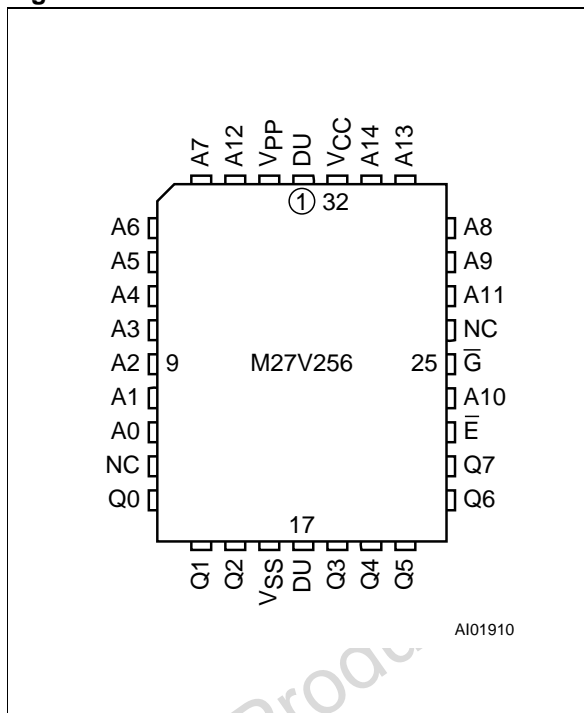 A7
A12
VPP
DU
VCC
A14
A13
1 32
A6
A5
A4
A3
A2 9
A1
A0
NC
Q0
M27V256
A8
A9
A11
NC
25 G̅
A10
E̅
Q7
Q6
17
Q1
Q2
VSS
DU
Q3
Q4
Q5
AI01910